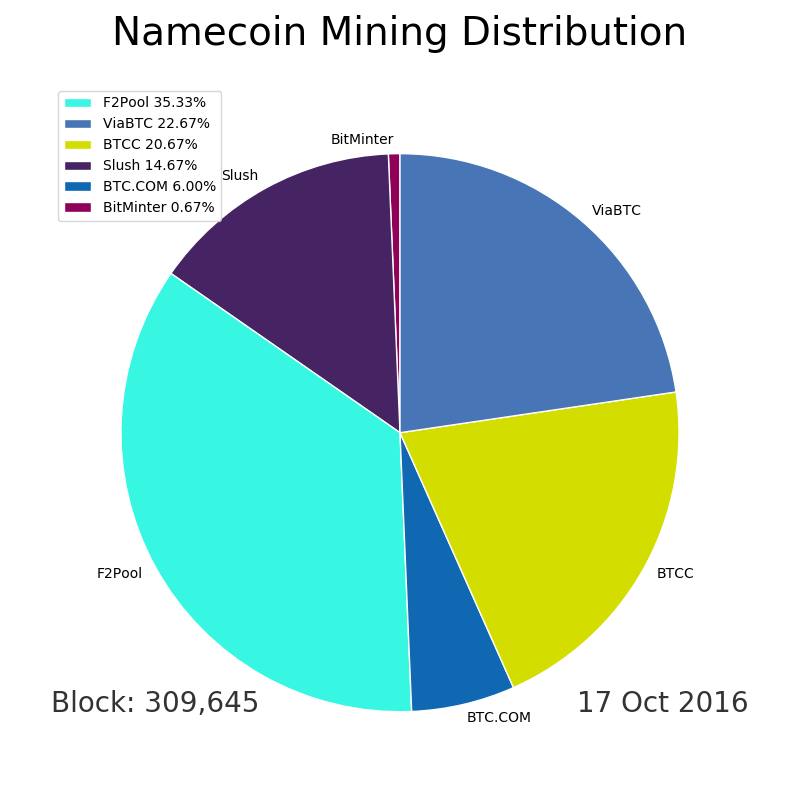 Namecoin Mining Distribution
F2Pool 35.33%
ViaBTC 22.67%
BTCC 20.67%
Slush 14.67%
BTC.COM 6.00%
BitMinter 0.67%
BitMinter
Slush
ViaBTC
F2Pool
BTCC
BTC.COM
Block: 309,645
17 Oct 2016